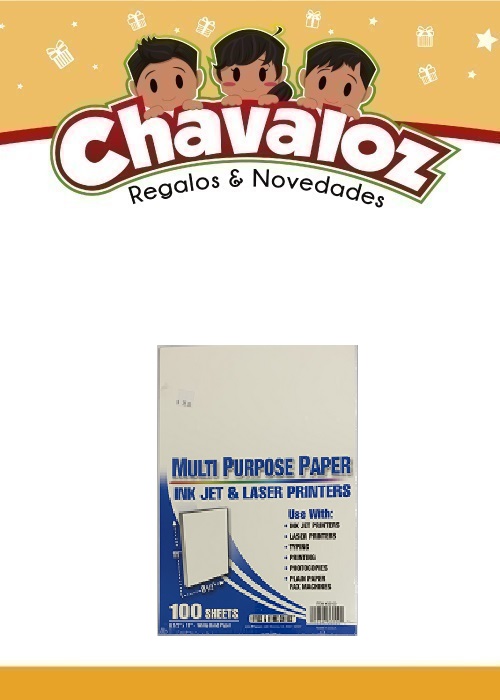 Chavaloz
Regalos & Novedades
MULTI PURPOSE PAPER
INK JET & LASER PRINTERS
Use With:
• INK JET PRINTERS
• LASER PRINTERS
• TYPING
• PRINTING
• PHOTOCOPIES
• PLAIN PAPER
FAX MACHINES
100 SHEETS